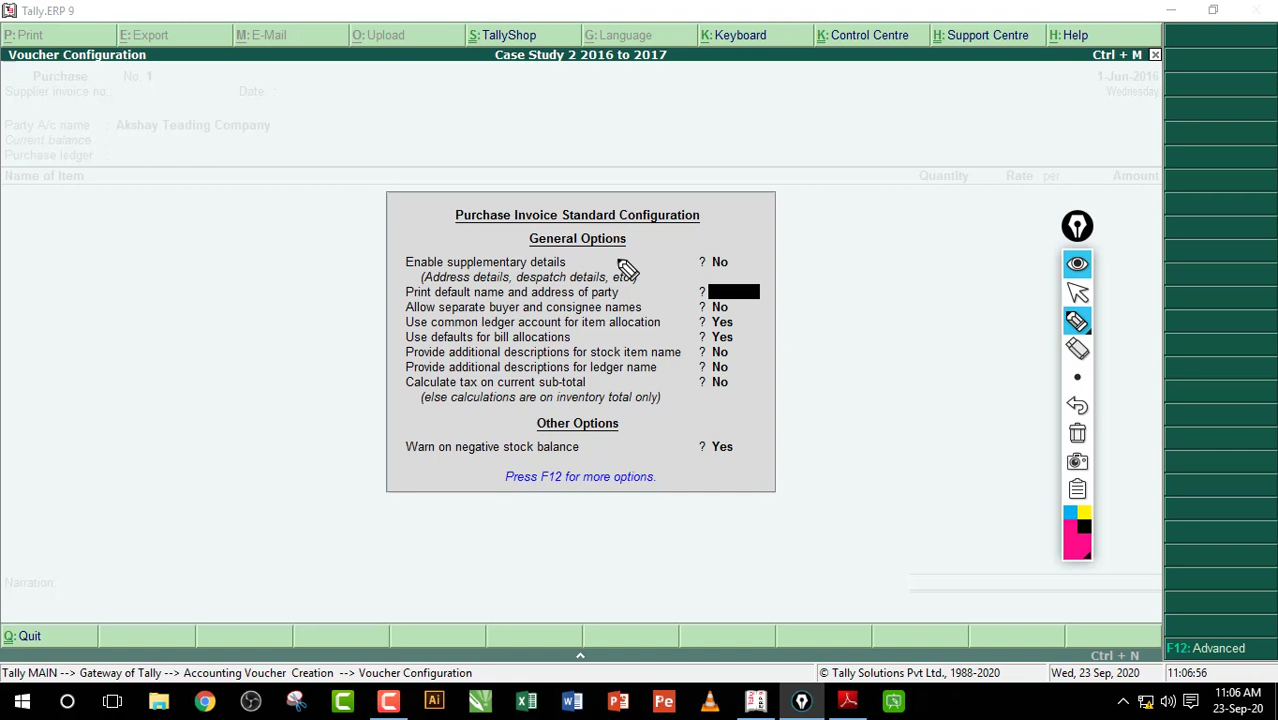 Tally.ERP 9
P: Print E: Export M: E-Mail O: Upload S: TallyShop G: Language K: Keyboard K: Control Centre H: Support Centre H: Help
Voucher Configuration Case Study 2 2016 to 2017 Ctrl + M
Purchase No. 1 1-Jun-2016
Supplier invoice no.: Date : Wednesday
Party A/c name : Akshay Teading Company
Current balance :
Purchase ledger :
Name of Item Quantity Rate per Amount
Purchase Invoice Standard Configuration
General Options
Enable supplementary details ? No
(Address details, despatch details, etc)
Print default name and address of party ?
Allow separate buyer and consignee names ? No
Use common ledger account for item allocation ? Yes
Use defaults for bill allocations ? Yes
Provide additional descriptions for stock item name ? No
Provide additional descriptions for ledger name ? No
Calculate tax on current sub-total ? No
(else calculations are on inventory total only)
Other Options
Warn on negative stock balance ? Yes
Press F12 for more options.
Narration:
Q: Quit
F12: Advanced
Ctrl + N
Tally MAIN --> Gateway of Tally --> Accounting Voucher Creation --> Voucher Configuration © Tally Solutions Pvt Ltd., 1988-2020 Wed, 23 Sep, 2020 11:06:56
11:06 AM
23-Sep-20